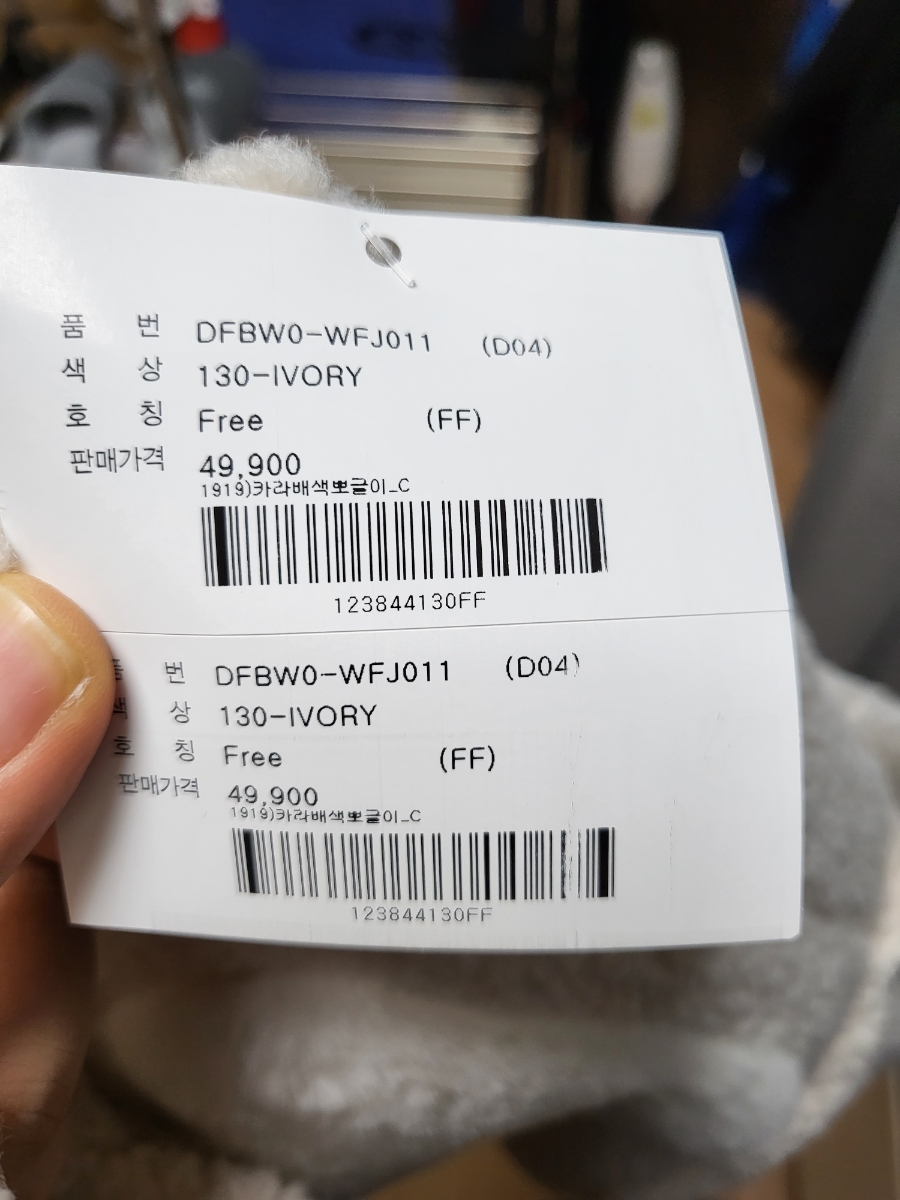 품 번 DFBW0-WFJ011 (D04)
색 상 130-IVORY
호 칭 Free (FF)
판매가격 49,900
1919)카라배색뽀글이_C
123844130FF
품 번 DFBW0-WFJ011 (D04)
색 상 130-IVORY
호 칭 Free (FF)
판매가격 49,900
1919)카라배색뽀글이_C
123844130FF